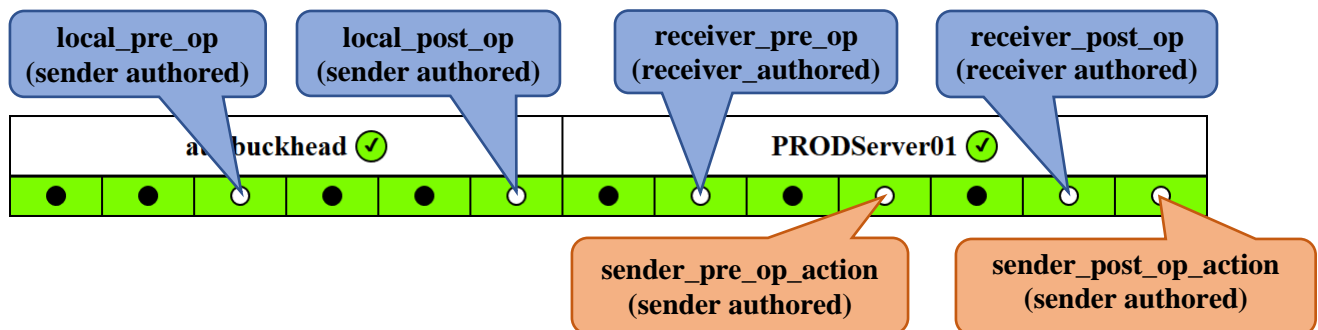 local_pre_op
(sender authored)
local_post_op
(sender authored)
receiver_pre_op
(receiver_authored)
receiver_post_op
(receiver authored)
buckhead
PRODServer01
sender_pre_op_action
(sender authored)
sender_post_op_action
(sender authored)